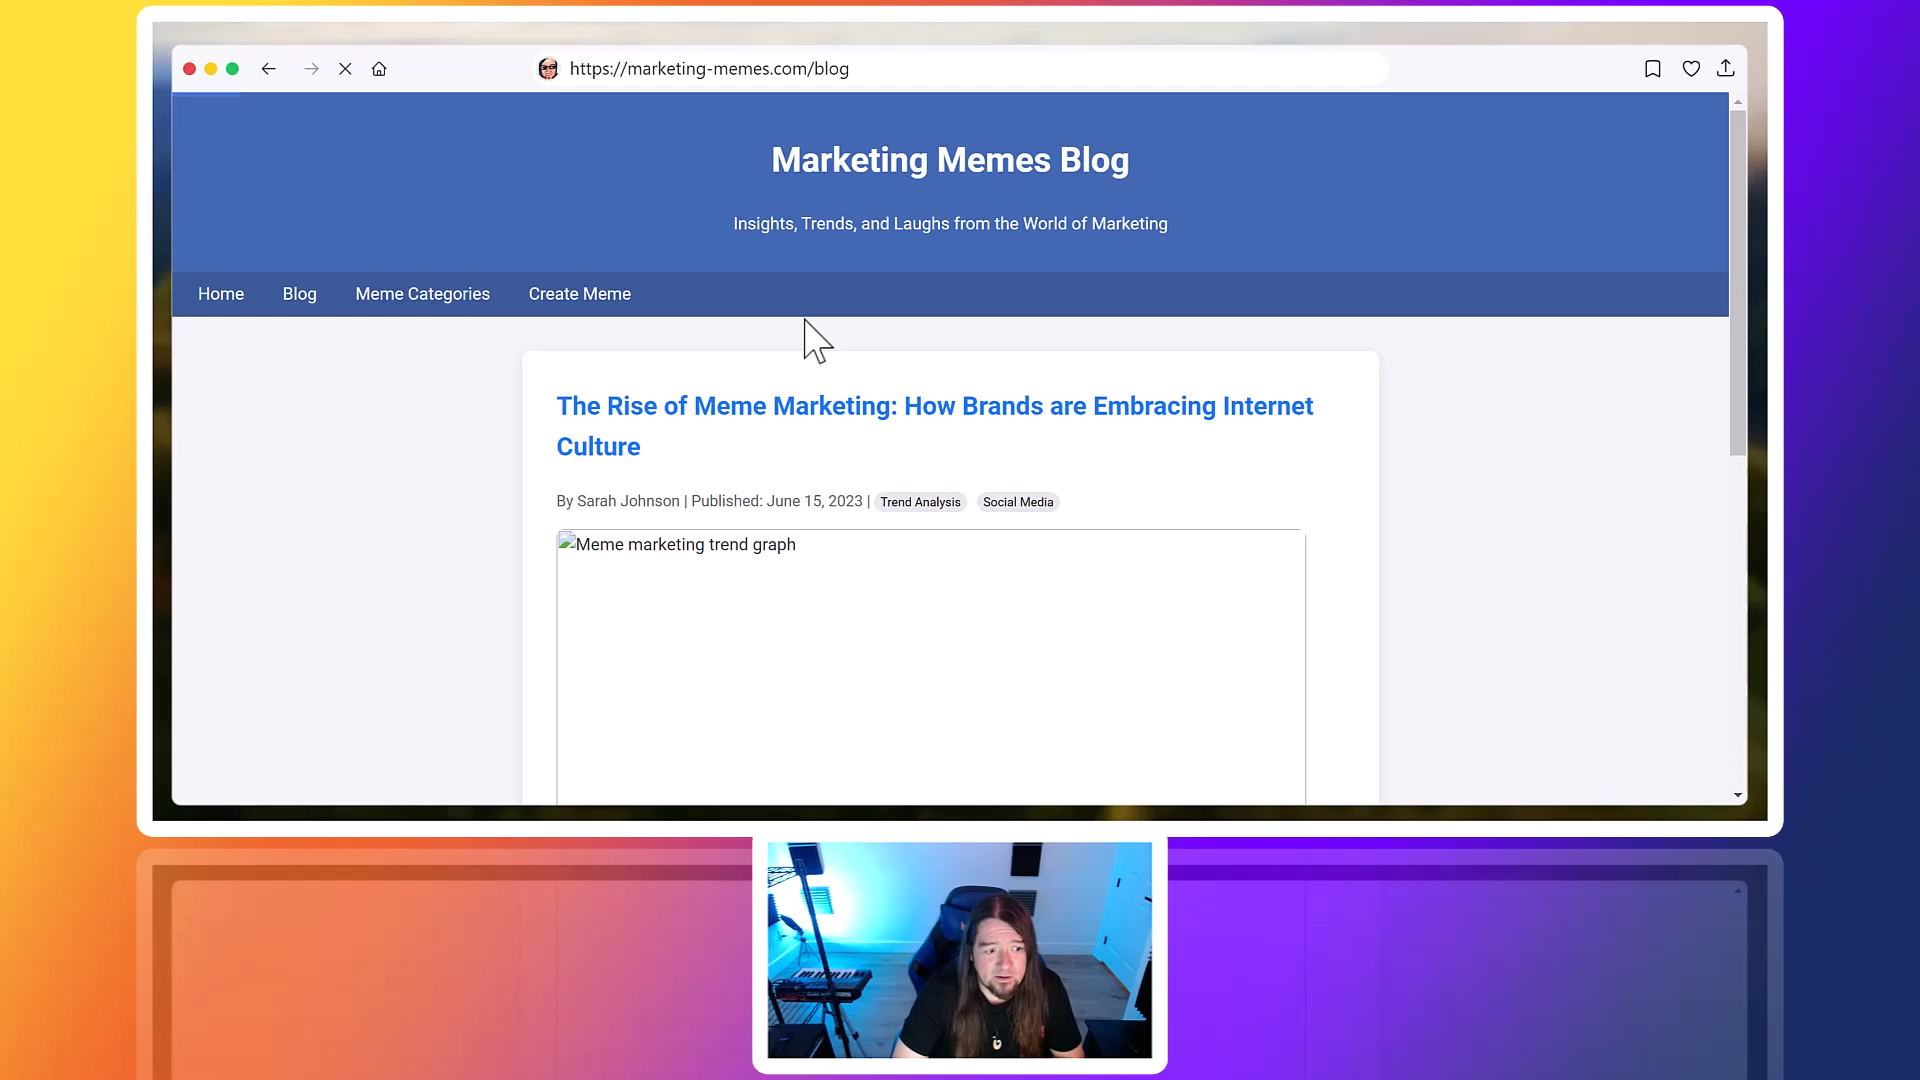 https://marketing-memes.com/blog
Marketing Memes Blog
Insights, Trends, and Laughs from the World of Marketing
Home Blog Meme Categories Create Meme
The Rise of Meme Marketing: How Brands are Embracing Internet
Culture
By Sarah Johnson | Published: June 15, 2023 | Trend Analysis Social Media
Meme marketing trend graph